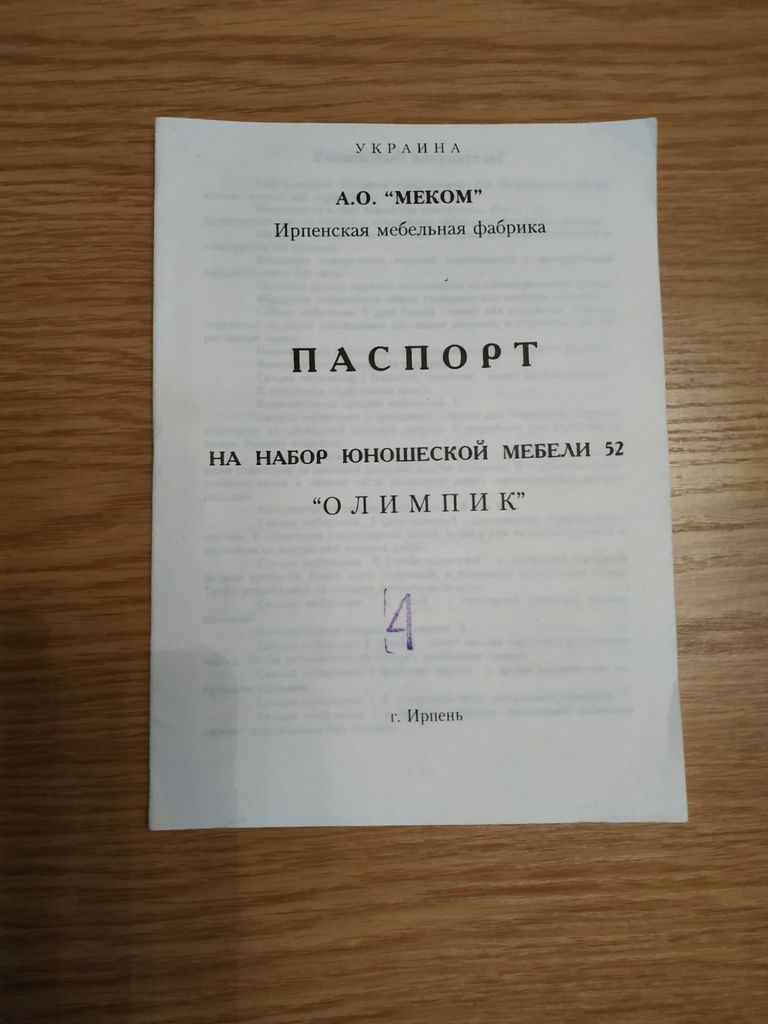 УКРАИНА
А.О. “МЕКОМ”
Ирпенская мебельная фабрика
ПАСПОРТ
НА НАБОР ЮНОШЕСКОЙ МЕБЕЛИ 52
“ОЛИМПИК”
4
г. Ирпень